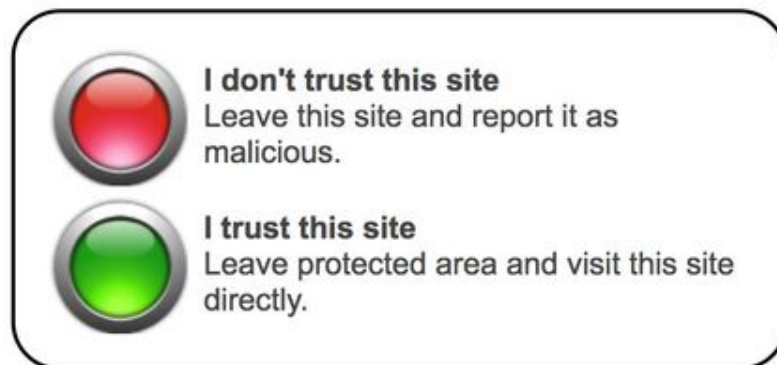 I don't trust this site
Leave this site and report it as
malicious.
I trust this site
Leave protected area and visit this site
directly.